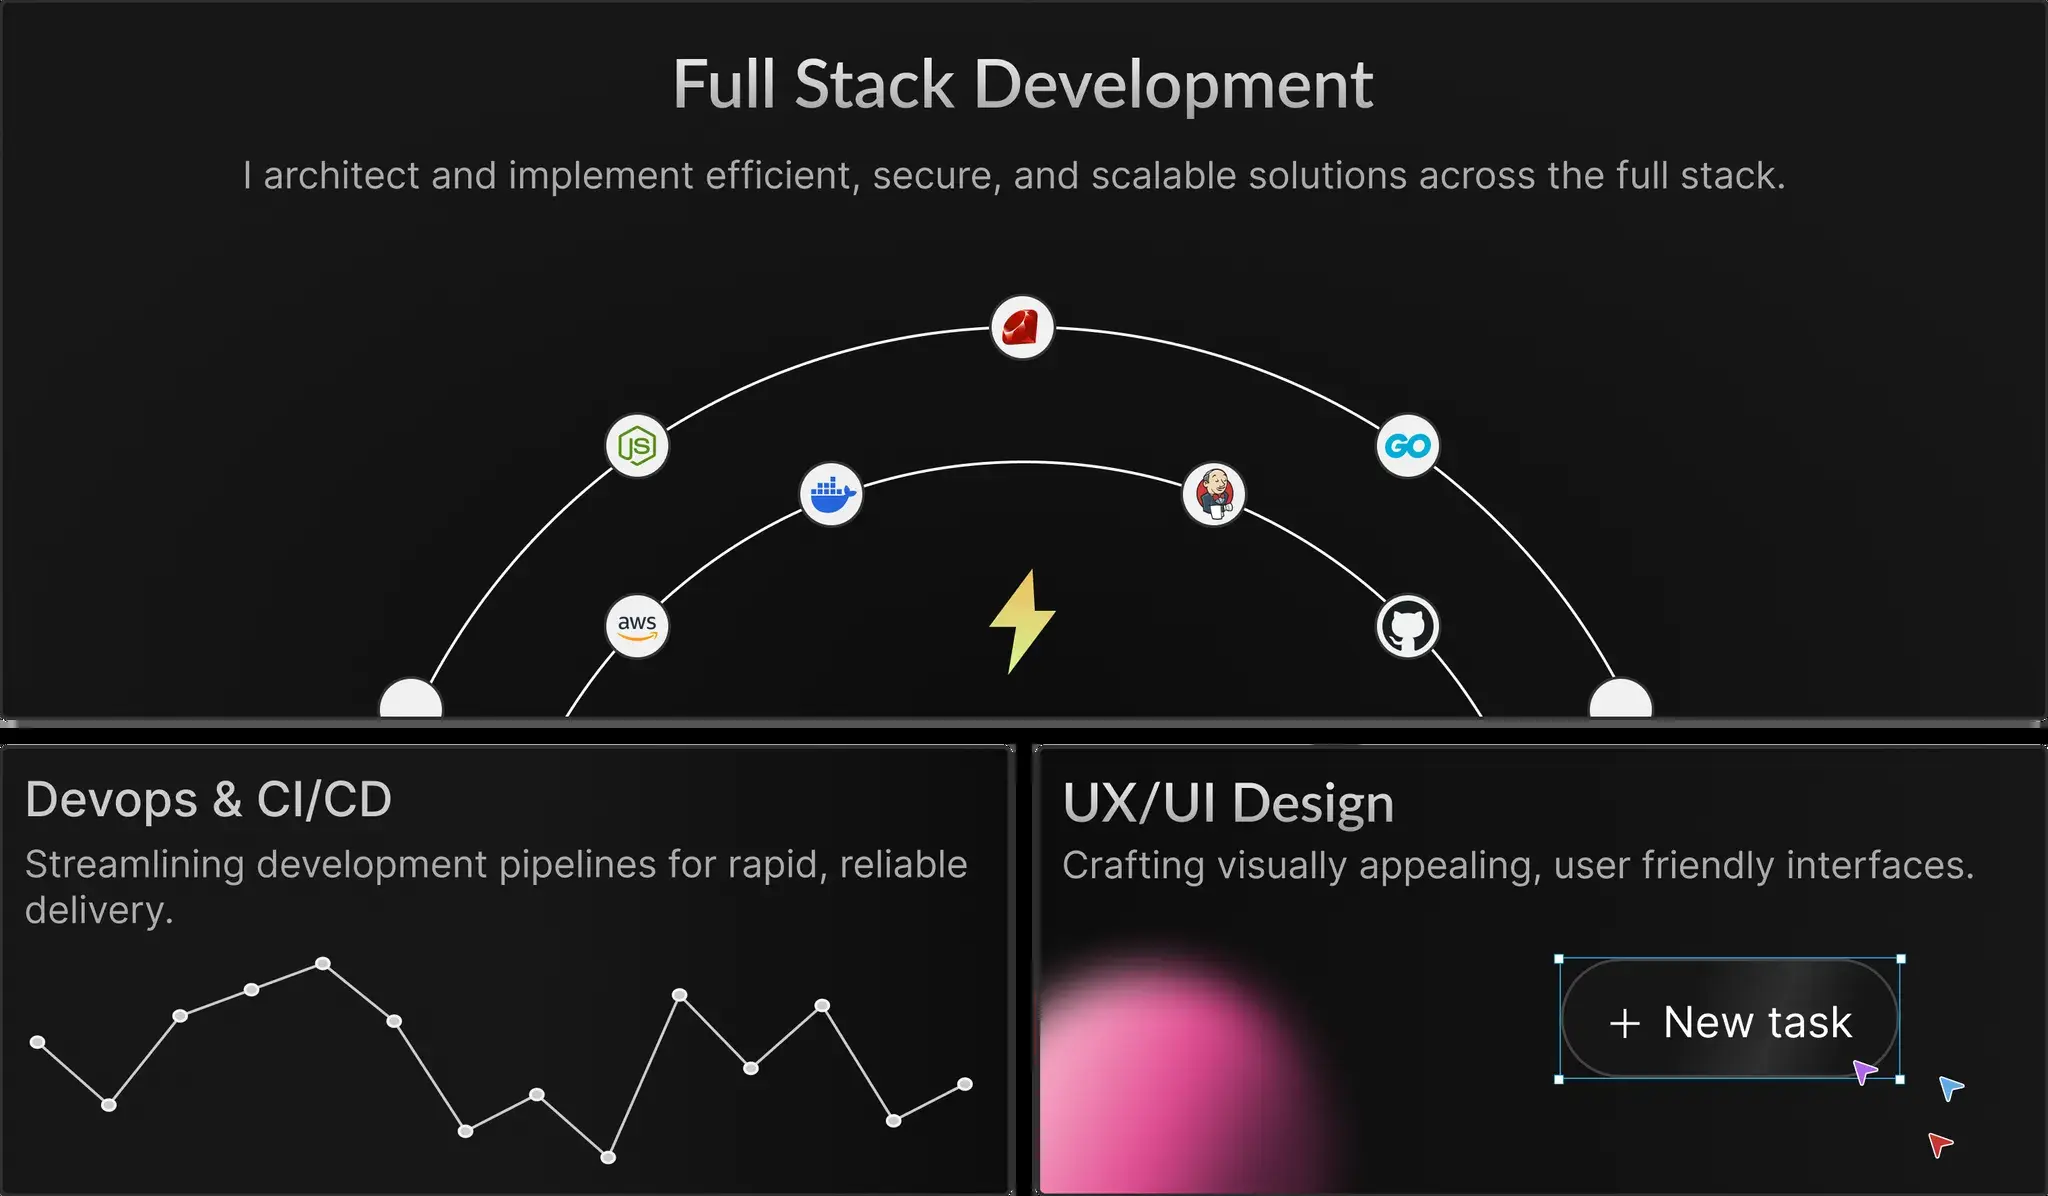 Full Stack Development
I architect and implement efficient, secure, and scalable solutions across the full stack.
JS
GO
aws
Devops & CI/CD
Streamlining development pipelines for rapid, reliable
delivery.
UX/UI Design
Crafting visually appealing, user friendly interfaces.
+ New task